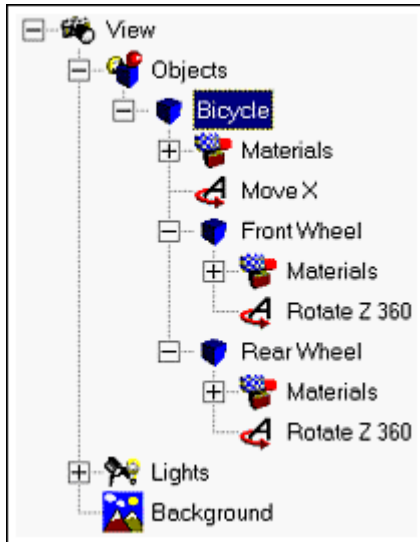 View
Objects
Bicycle
Materials
Move X
Front Wheel
Materials
Rotate Z 360
Rear Wheel
Materials
Rotate Z 360
Lights
Background